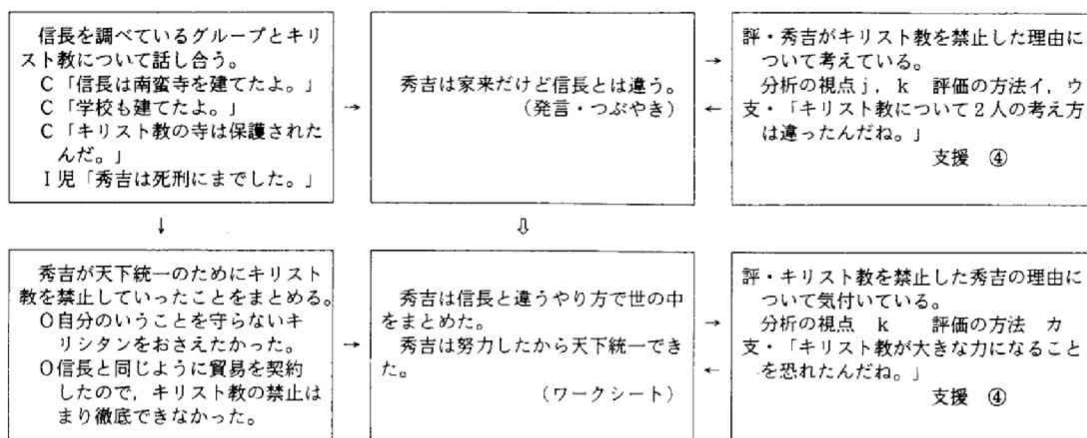 信長を調べているグループとキリ
スト教について話し合う。
C「信長は南蛮寺を建てたよ。」
C「学校も建てたよ。」
C「キリスト教の寺は保護された
んだ。」
I児「秀吉は死刑にまでした。」
→
秀吉は家来だけど信長とは違う。
(発言・つぶやき)
→
←
評・秀吉がキリスト教を禁止した理由に
ついて考えている。
分析の視点j,k 評価の方法イ,ウ
支・「キリスト教について2人の考え方
は違ったんだね。」
支援 ④
↓
⇩
秀吉が天下統一のためにキリスト
教を禁止していったことをまとめる。
O自分のいうことを守らないキ
リシタンをおさえたかった。
O信長と同じように貿易を契約
したので,キリスト教の禁止は
まり徹底できなかった。
→
秀吉は信長と違うやり方で世の中
をまとめた。
秀吉は努力したから天下統一でき
た。
(ワークシート)
→
←
評・キリスト教を禁止した秀吉の理由に
ついて気付いている。
分析の視点 k 評価の方法 カ
支・「キリスト教が大きな力になること
を恐れたんだね。」
支援 ④